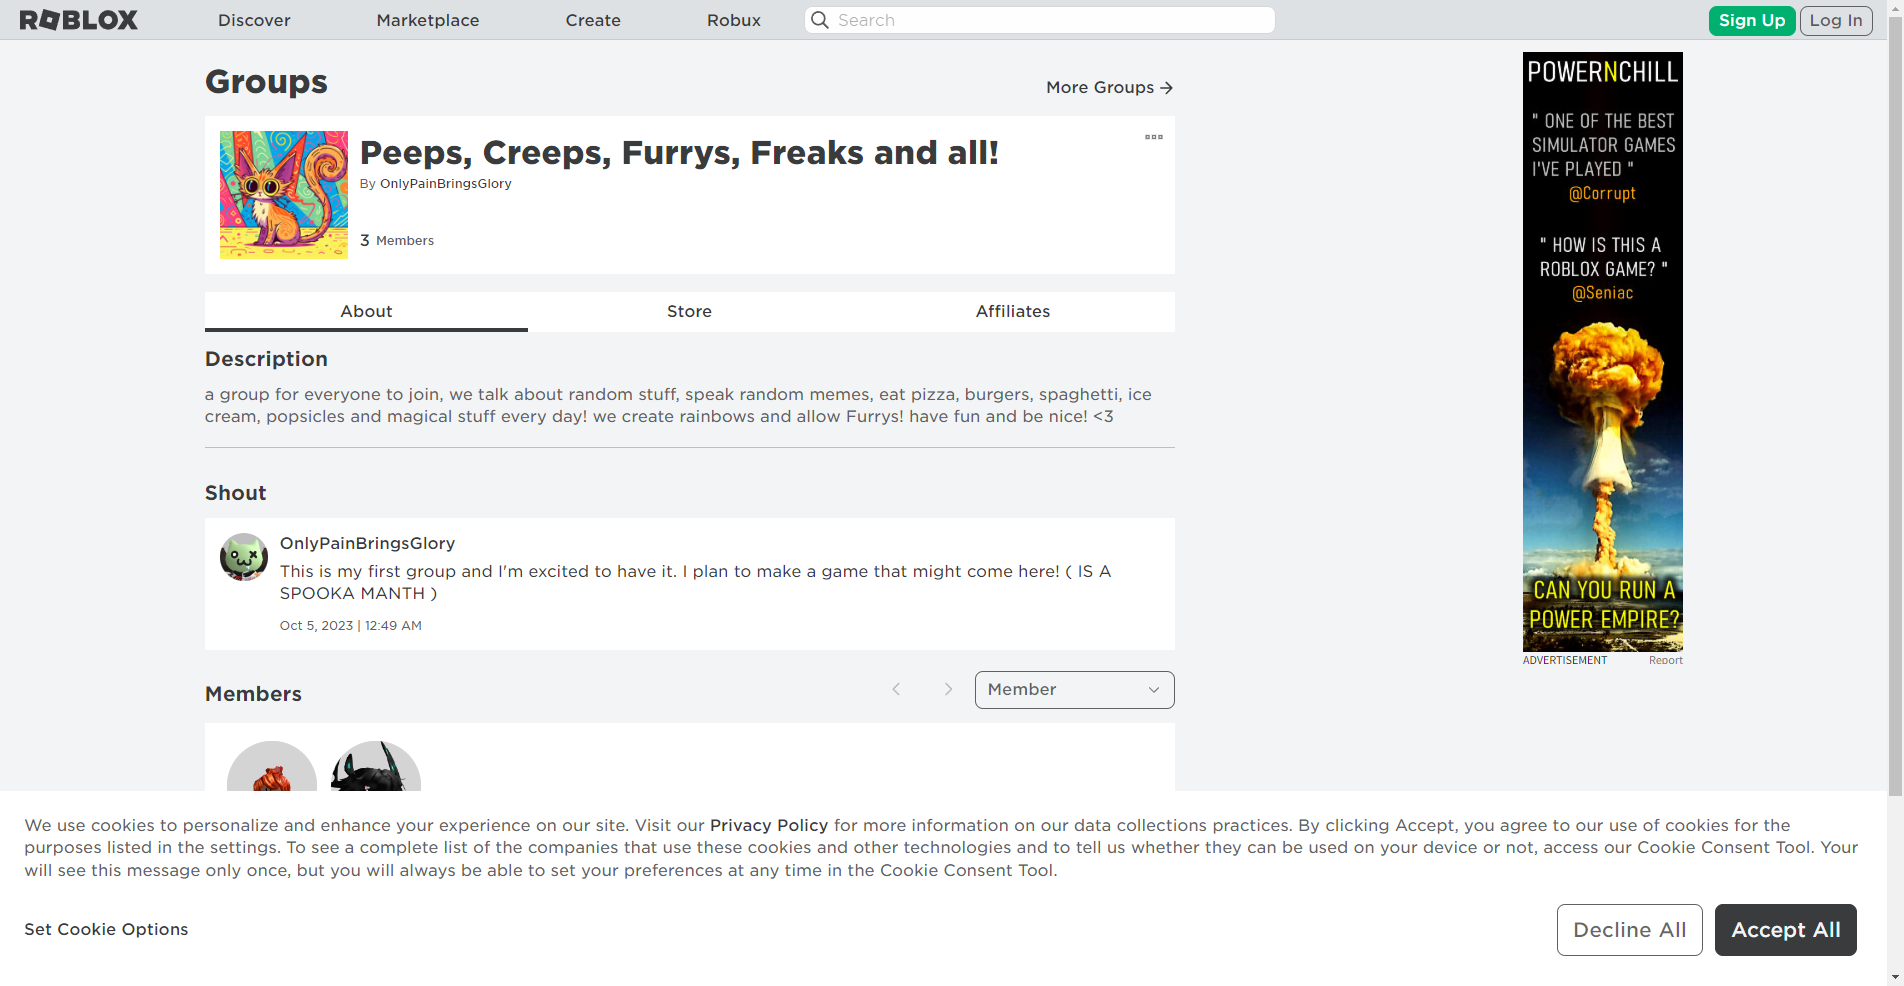 ROBLOX
Discover
Marketplace
Create
Robux
Search
Sign Up
Log In
Groups
More Groups
Peeps, Creeps, Furrys, Freaks and all!
By OnlyPainBringsGlory
3 Members
About
Store
Affiliates
Description
a group for everyone to join, we talk about random stuff, speak random memes, eat pizza, burgers, spaghetti, ice
cream, popsicles and magical stuff every day! we create rainbows and allow Furrys! have fun and be nice! <3
Shout
OnlyPainBringsGlory
This is my first group and I'm excited to have it. I plan to make a game that might come here! ( IS A
SPOOKA MANTH )
Oct 5, 2023 | 12:49 AM
Members
Member
POWERNCHILL
" ONE OF THE BEST
SIMULATOR GAMES
I'VE PLAYED "
@Corrupt
" HOW IS THIS A
ROBLOX GAME? "
@Seniac
CAN YOU RUN A
POWER EMPIRE?
ADVERTISEMENT
Report
We use cookies to personalize and enhance your experience on our site. Visit our Privacy Policy for more information on our data collections practices. By clicking Accept, you agree to our use of cookies for the
purposes listed in the settings. To see a complete list of the companies that use these cookies and other technologies and to tell us whether they can be used on your device or not, access our Cookie Consent Tool. Your
will see this message only once, but you will always be able to set your preferences at any time in the Cookie Consent Tool.
Set Cookie Options
Decline All
Accept All